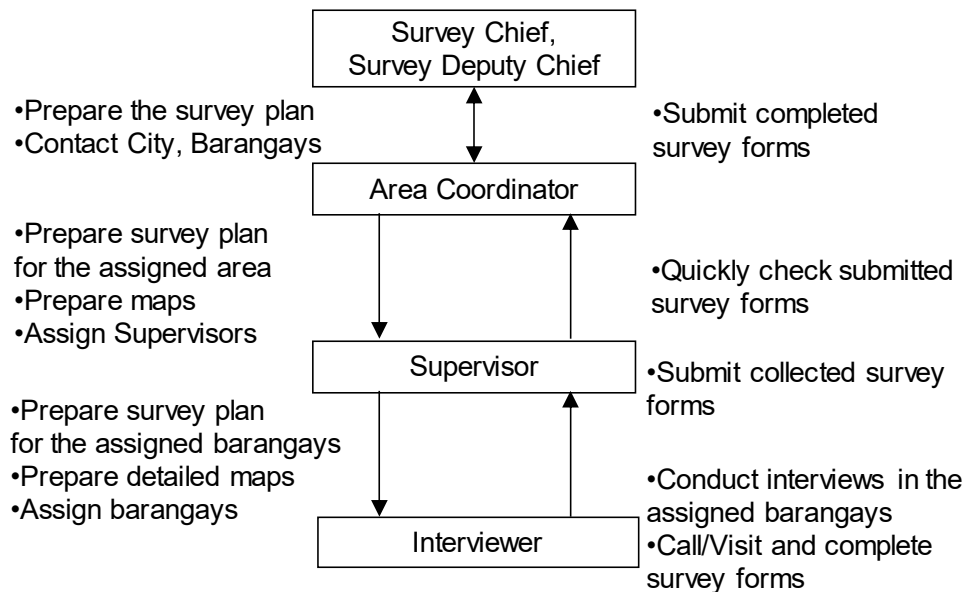 Survey Chief,
Survey Deputy Chief
•Prepare the survey plan
•Contact City, Barangays
•Submit completed
survey forms
Area Coordinator
•Prepare survey plan
for the assigned area
•Prepare maps
•Assign Supervisors
•Quickly check submitted
survey forms
Supervisor
•Submit collected survey
forms
•Prepare survey plan
for the assigned barangays
•Prepare detailed maps
•Assign barangays
•Conduct interviews in the
assigned barangays
•Call/Visit and complete
survey forms
Interviewer